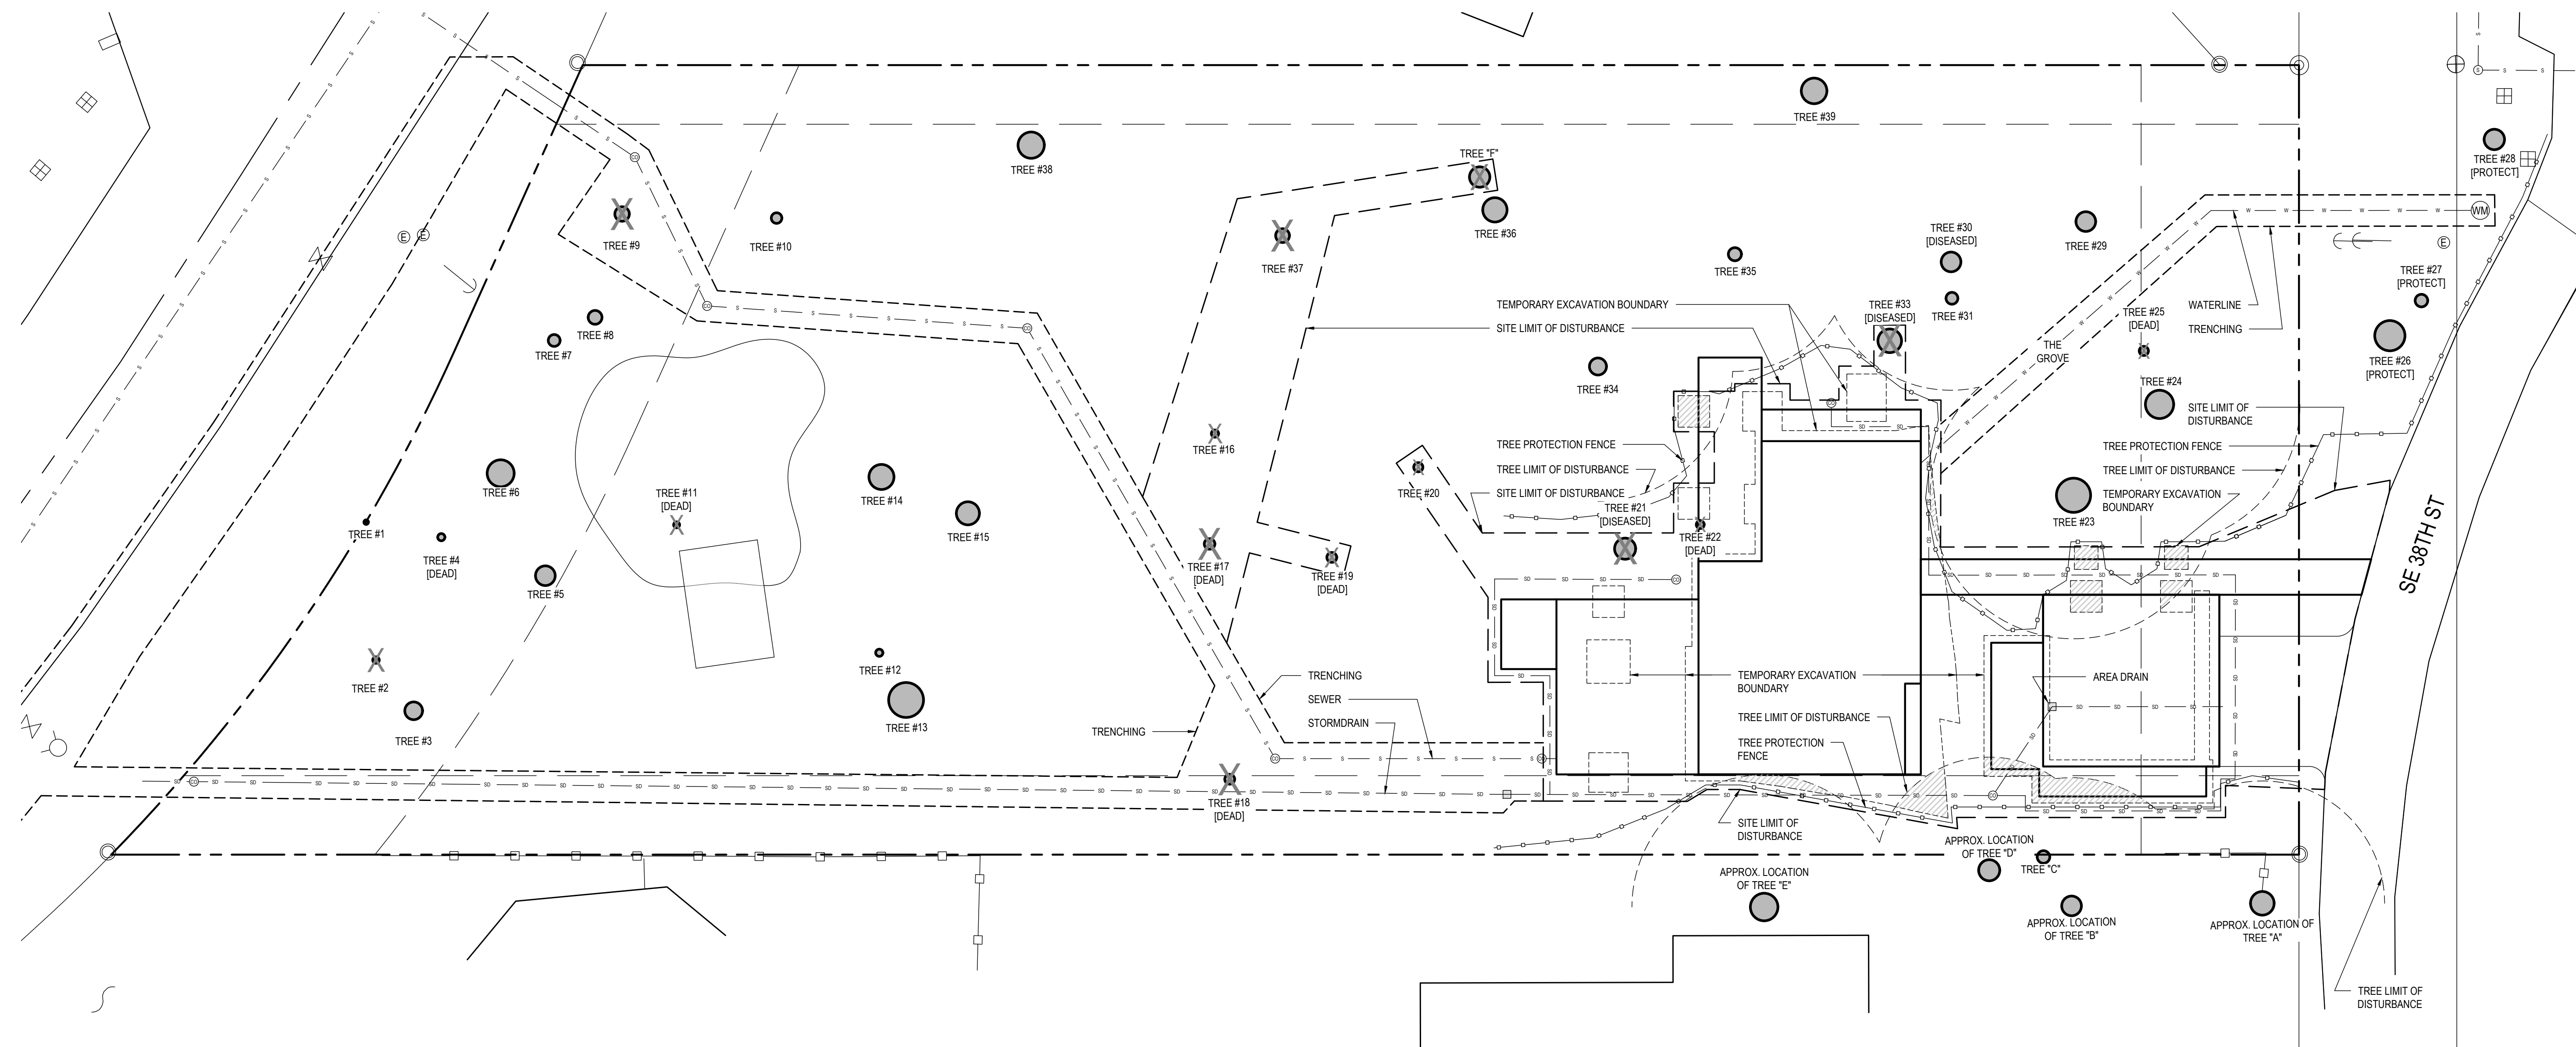 TREE #39
TREE #28
[PROTECT]
TREE "F"
TREE #38
WM
TREE #9
TREE #10
TREE #37
TREE #36
TREE #35
TREE #30
[DISEASED]
TREE #29
E
E
E
TREE #27
[PROTECT]
TREE #31
TREE #33
[DISEASED]
TEMPORARY EXCAVATION BOUNDARY
SITE LIMIT OF DISTURBANCE
WATERLINE
TRENCHING
TREE #25
[DEAD]
THE
GROVE
TREE #7
TREE #8
TREE #34
TREE #26
[PROTECT]
TREE #24
SITE LIMIT OF
DISTURBANCE
TREE #16
TREE PROTECTION FENCE
TREE LIMIT OF DISTURBANCE
SITE LIMIT OF DISTURBANCE
TREE PROTECTION FENCE
TREE LIMIT OF DISTURBANCE
TEMPORARY EXCAVATION
BOUNDARY
TREE #6
TREE #11
[DEAD]
TREE #14
TREE #20
TREE #21
[DISEASED]
TREE #23
TREE #1
TREE #15
TREE #22
[DEAD]
SE 38TH ST
TREE #4
[DEAD]
TREE #17
[DEAD]
TREE #19
[DEAD]
TREE #5
TREE #2
TREE #12
TRENCHING
SEWER
STORMDRAIN
TEMPORARY EXCAVATION
BOUNDARY
AREA DRAIN
TREE #3
TREE #13
TRENCHING
TREE LIMIT OF DISTURBANCE
TREE PROTECTION
FENCE
TREE #18
[DEAD]
SITE LIMIT OF
DISTURBANCE
APPROX. LOCATION
OF TREE "D"
TREE "C"
APPROX. LOCATION
OF TREE "E"
APPROX. LOCATION
OF TREE "B"
APPROX. LOCATION OF
TREE "A"
TREE LIMIT OF
DISTURBANCE